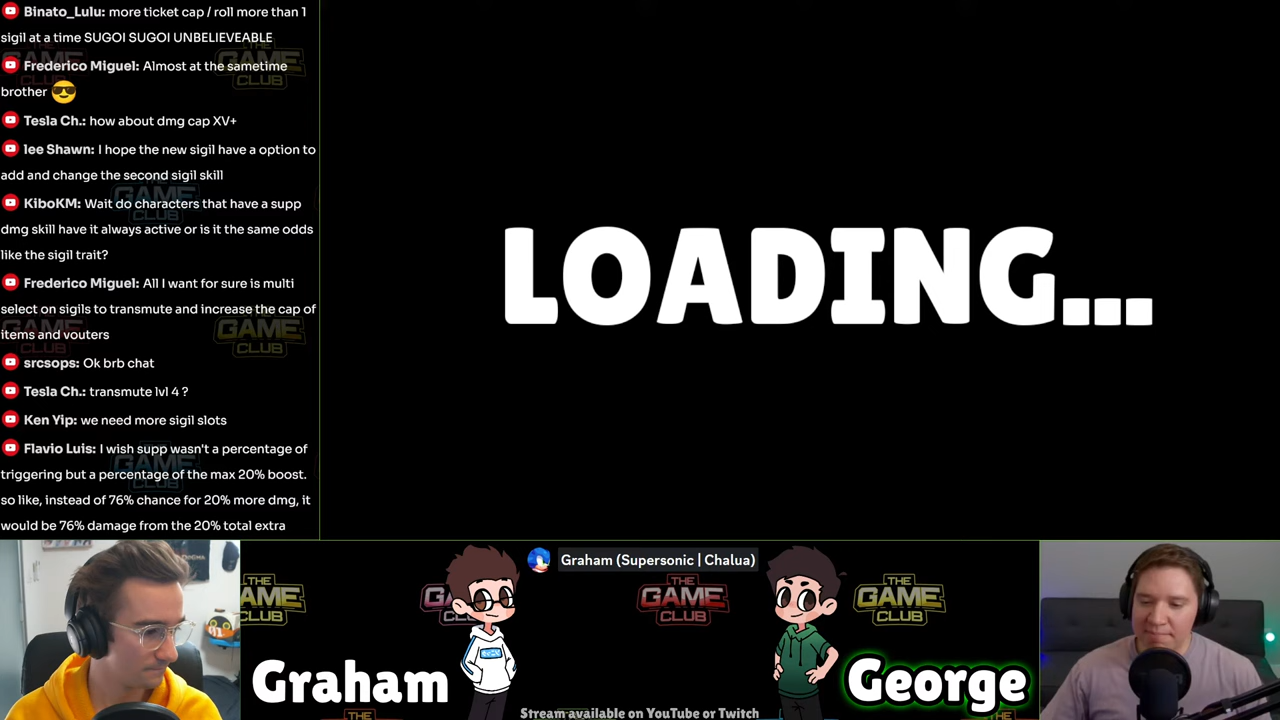 Binato_Lulu: more ticket cap / roll more than 1
sigil at a time SUGOI SUGOI UNBELIEVEABLE
Frederico Miguel: Almost at the sametime
brother 😎
Tesla Ch.: how about dmg cap XV+
lee Shawn: I hope the new sigil have a option to
add and change the second sigil skill
KiboKM: Wait do characters that have a supp
dmg skill have it always active or is it the same odds
like the sigil trait?
Frederico Miguel: All I want for sure is multi
select on sigils to transmute and increase the cap of
items and vouters
srcsops: Ok brb chat
Tesla Ch.: transmute lvl 4 ?
Ken Yip: we need more sigil slots
Flavio Luis: I wish supp wasn't a percentage of
triggering but a percentage of the max 20% boost.
so like, instead of 76% chance for 20% more dmg, it
would be 76% damage from the 20% total extra
LOADING...
Graham (Supersonic | Chalua)
THE
GAME
CLUB
THE
GAME
CLUB
THE
GAME
CLUB
Graham
George
Stream available on YouTube or Twitch